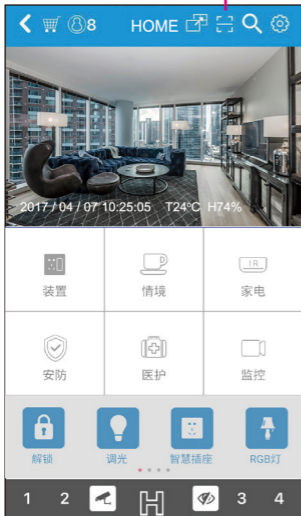 8 HOME
2017 / 04 / 07 10:25:05 T24°C H74%
IR
装置 情境 家电
安防 医护 监控
解锁 调光 智慧插座 RGB灯
1 2 H 3 4